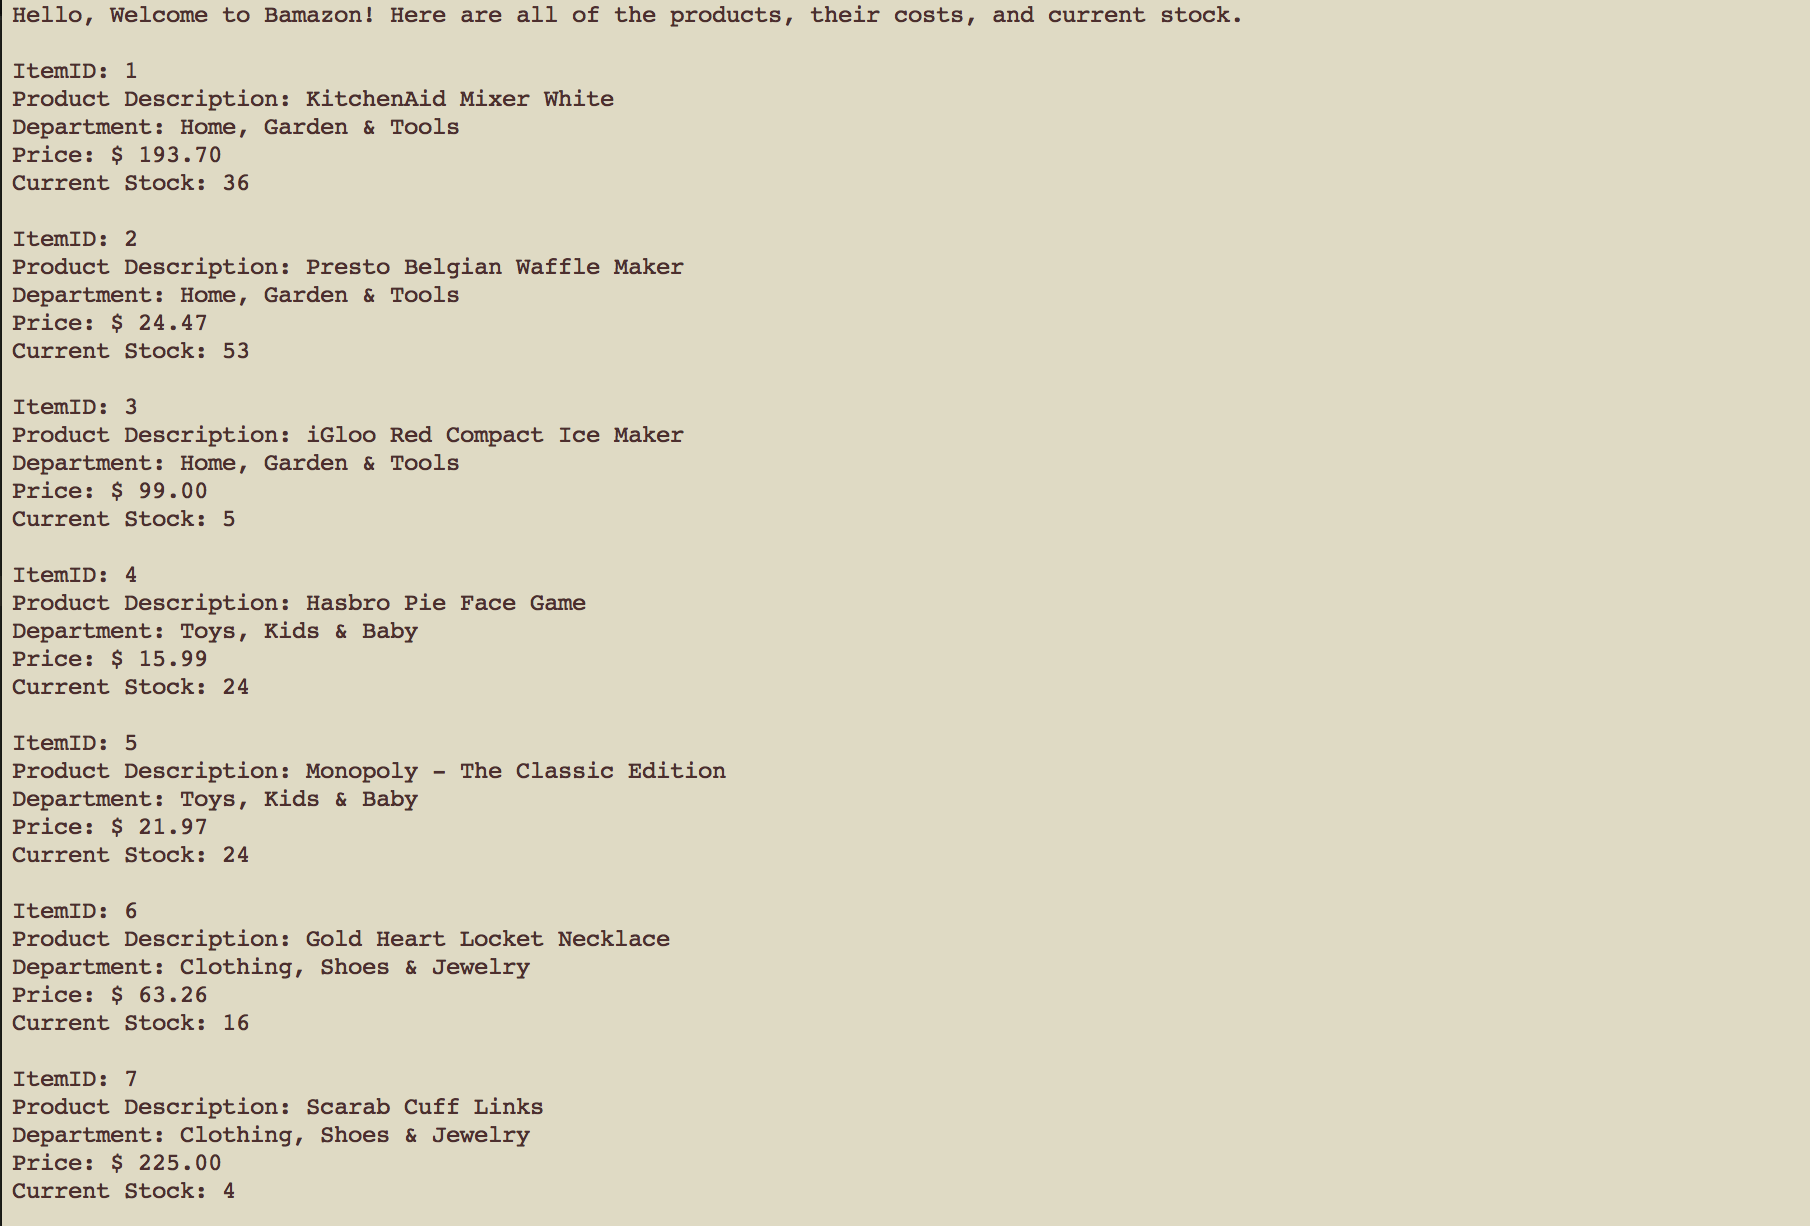 Hello, Welcome to Bamazon! Here are all of the products, their costs, and current stock.
ItemID: 1
Product Description: KitchenAid Mixer White
Department: Home, Garden & Tools
Price: $ 193.70
Current Stock: 36
ItemID: 2
Product Description: Presto Belgian Waffle Maker
Department: Home, Garden & Tools
Price: $ 24.47
Current Stock: 53
ItemID: 3
Product Description: iGloo Red Compact Ice Maker
Department: Home, Garden & Tools
Price: $ 99.00
Current Stock: 5
ItemID: 4
Product Description: Hasbro Pie Face Game
Department: Toys, Kids & Baby
Price: $ 15.99
Current Stock: 24
ItemID: 5
Product Description: Monopoly - The Classic Edition
Department: Toys, Kids & Baby
Price: $ 21.97
Current Stock: 24
ItemID: 6
Product Description: Gold Heart Locket Necklace
Department: Clothing, Shoes & Jewelry
Price: $ 63.26
Current Stock: 16
ItemID: 7
Product Description: Scarab Cuff Links
Department: Clothing, Shoes & Jewelry
Price: $ 225.00
Current Stock: 4